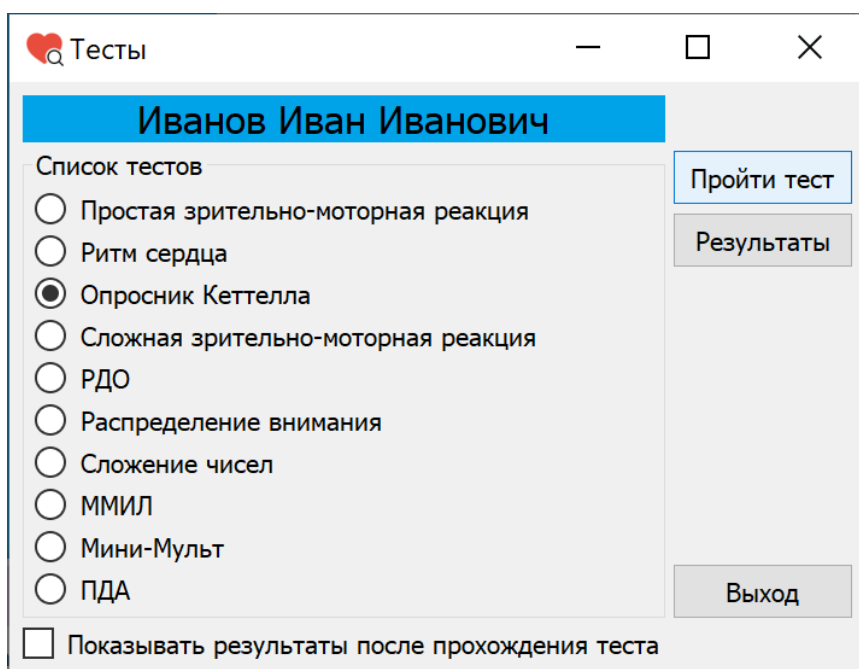 Тесты
Иванов Иван Иванович
Список тестов
Простая зрительно-моторная реакция
Ритм сердца
Опросник Кеттелла
Сложная зрительно-моторная реакция
РДО
Распределение внимания
Сложение чисел
ММИЛ
Мини-Мульт
ПДА
Показывать результаты после прохождения теста
Пройти тест
Результаты
Выход